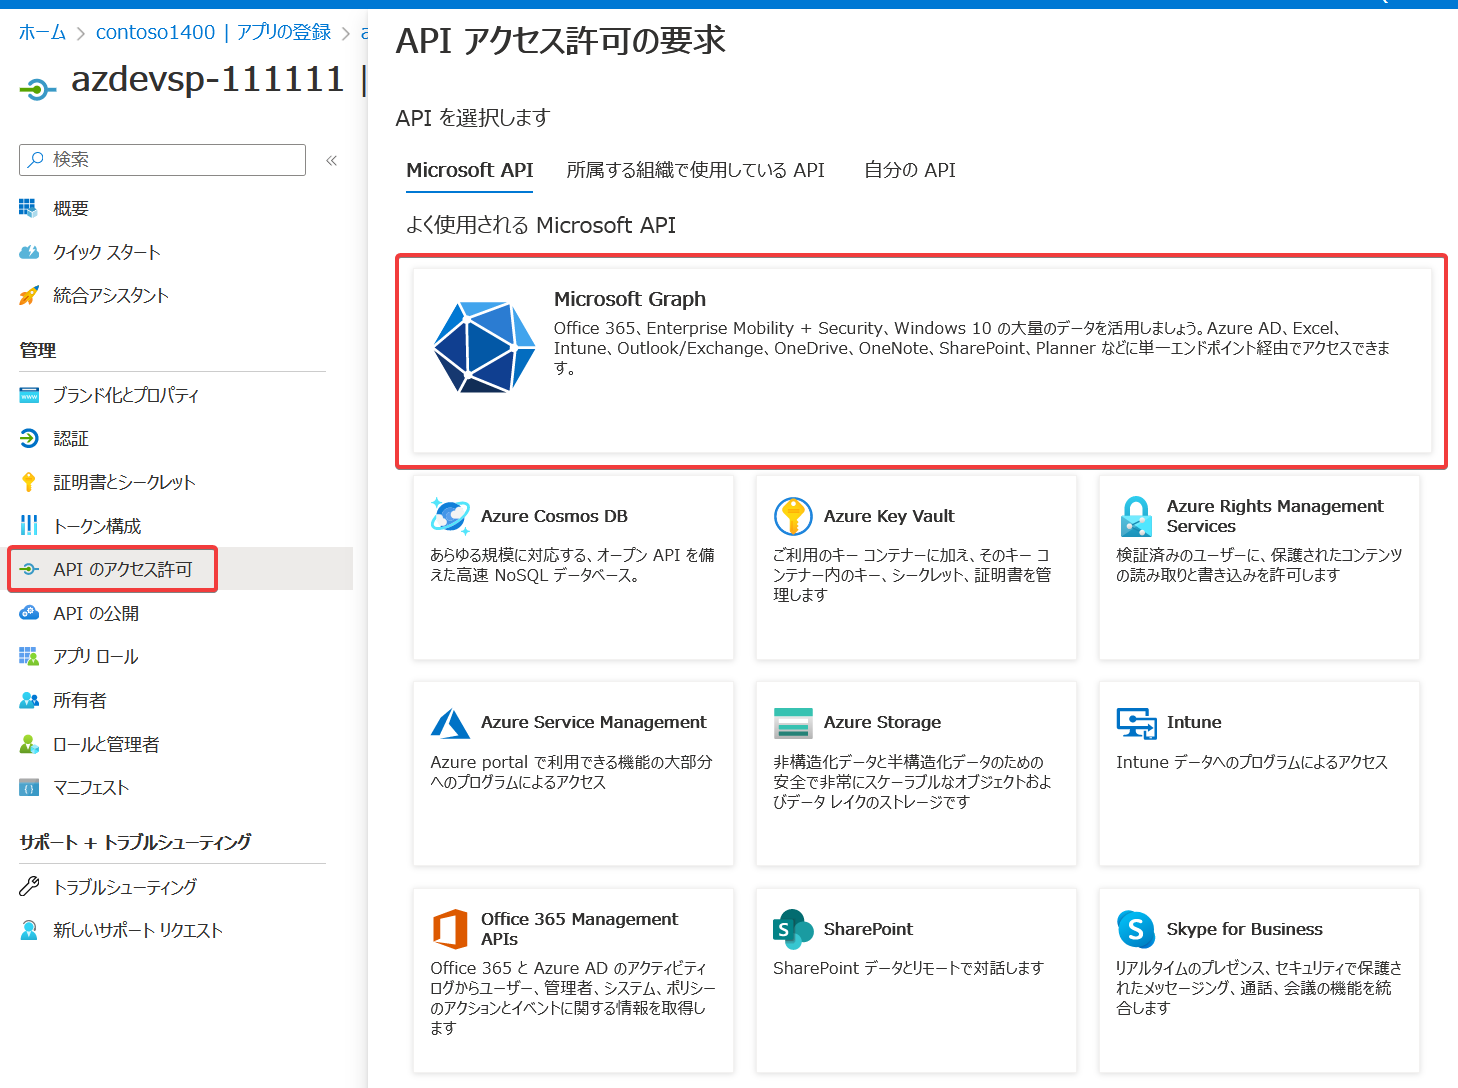 ホーム > contoso1400 | アプリの登録 >
azdevsp-111111 |
検索
概要
クイック スタート
統合アシスタント
管理
ブランド化とプロパティ
認証
証明書とシークレット
トークン構成
API のアクセス許可
API の公開
アプリ ロール
所有者
ロールと管理者
マニフェスト
サポート + トラブルシューティング
トラブルシューティング
新しいサポート リクエスト
API アクセス許可の要求
API を選択します
Microsoft API 所属する組織で使用している API 自分の API
よく使用される Microsoft API
Microsoft Graph
Office 365、Enterprise Mobility + Security、Windows 10 の大量のデータを活用しましょう。Azure AD、Excel、
Intune、Outlook/Exchange、OneDrive、OneNote、SharePoint、Planner などに単一エンドポイント経由でアクセスできま
す。
Azure Cosmos DB
あらゆる規模に対応する、オープン API を備
えた高速 NoSQL データベース。
Azure Key Vault
ご利用のキー コンテナーに加え、そのキー コ
ンテナー内のキー、シークレット、証明書を管
理します
Azure Rights Management
Services
検証済みのユーザーに、保護されたコンテンツ
の読み取りと書き込みを許可します
Azure Service Management
Azure portal で利用できる機能の大部分
へのプログラムによるアクセス
Azure Storage
非構造化データと半構造化データのための
安全で非常にスケーラブルなオブジェクトおよ
びデータ レイクのストレージです
Intune
Intune データへのプログラムによるアクセス
Office 365 Management
APIs
Office 365 と Azure AD のアクティビティ
ログからユーザー、管理者、システム、ポリシー
のアクションとイベントに関する情報を取得し
ます
SharePoint
SharePoint データとリモートで対話します
Skype for Business
リアルタイムのプレゼンス、セキュリティで保護さ
れたメッセージング、通話、会議の機能を統
合します